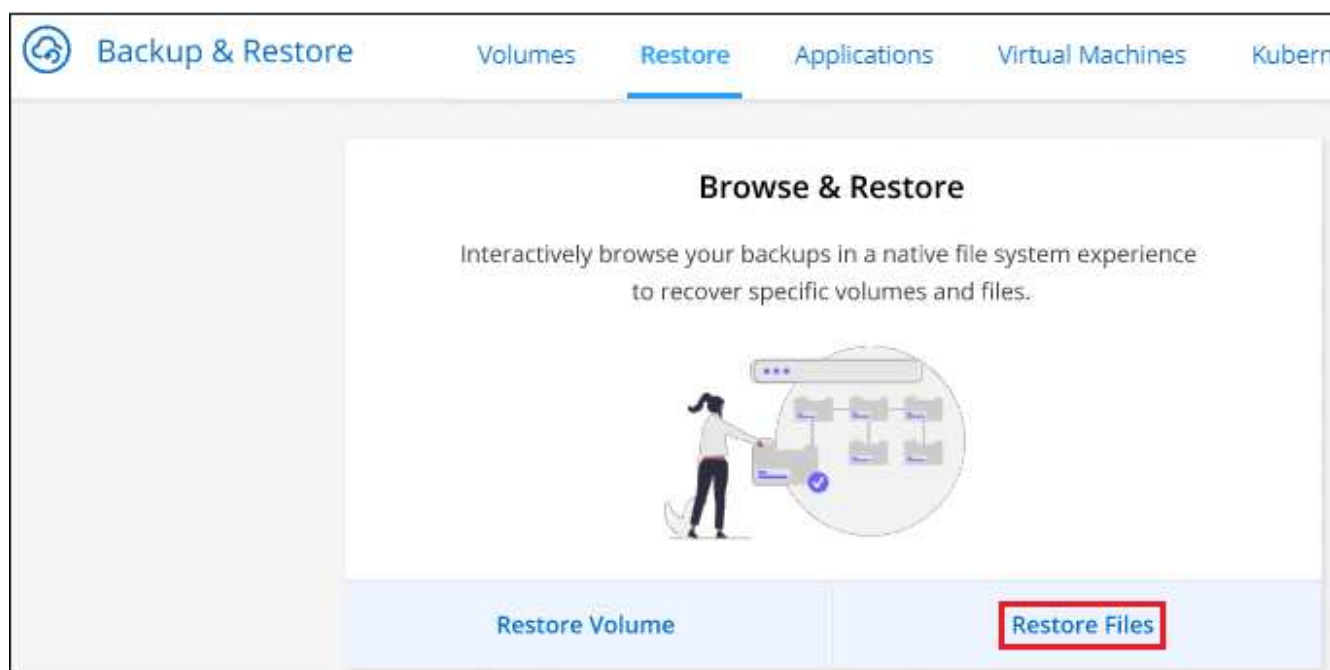 Backup & Restore Volumes Restore Applications Virtual Machines Kubern
Browse & Restore
Interactively browse your backups in a native file system experience
to recover specific volumes and files.
Restore Volume Restore Files